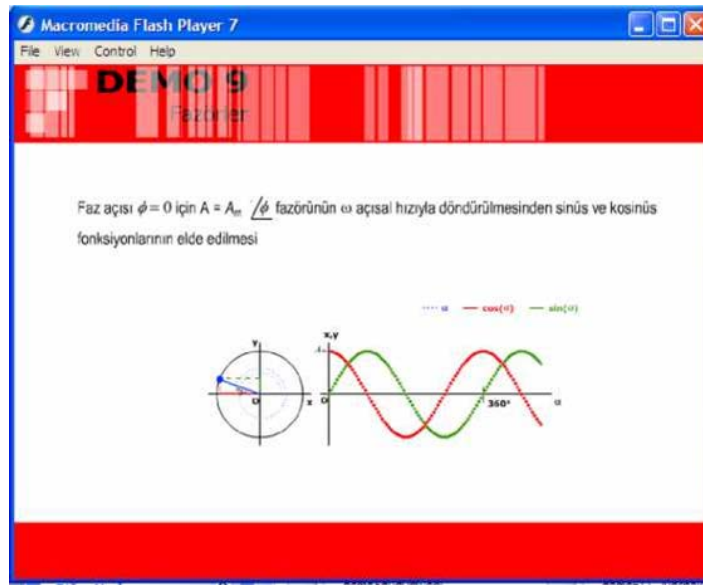 Macromedia Flash Player 7
File View Control Help
DEMO 9
Fazörler
Faz açısı ϕ = 0 için A = Aₘ /ϕ fazörünün ω açısal hızıyla döndürülmesinden sinüs ve kosinüs
fonksiyonlarının elde edilmesi
α cos(α) sin(α)
y x,y
O x O 360° α